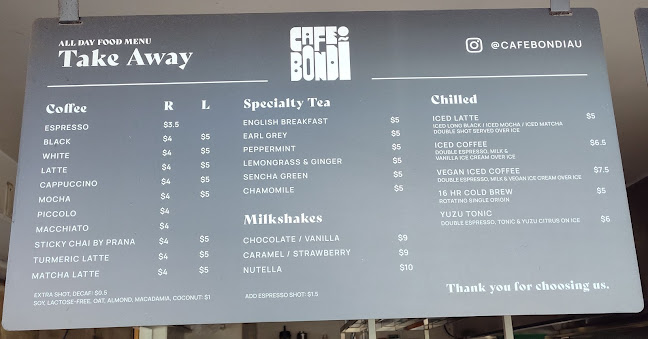 ALL DAY FOOD MENU
Take Away
CAFE
BONDI
@CAFEBONDIAU
Coffee R L
ESPRESSO $3.5
BLACK $4 $5
WHITE $4 $5
LATTE $4 $5
CAPPUCCINO $4 $5
MOCHA $4 $5
PICCOLO $4
MACCHIATO $4
STICKY CHAI BY PRANA $4 $5
TURMERIC LATTE $4 $5
MATCHA LATTE $4 $5
EXTRA SHOT, DECAF: $0.5
SOY, LACTOSE-FREE, OAT, ALMOND, MACADAMIA, COCONUT: $1
Specialty Tea
ENGLISH BREAKFAST $5
EARL GREY $5
PEPPERMINT $5
LEMONGRASS & GINGER $5
SENCHA GREEN $5
CHAMOMILE $5
Milkshakes
CHOCOLATE / VANILLA $9
CARAMEL / STRAWBERRY $9
NUTELLA $10
ADD ESPRESSO SHOT: $1.5
Chilled
ICED LATTE $5
ICED LONG BLACK / ICED MOCHA / ICED MATCHA
DOUBLE SHOT SERVED OVER ICE
ICED COFFEE $6.5
DOUBLE ESPRESSO, MILK &
VANILLA ICE CREAM OVER ICE
VEGAN ICED COFFEE $7.5
DOUBLE ESPRESSO, MILK & VEGAN ICE CREAM OVER ICE
16 HR COLD BREW $5
ROTATING SINGLE ORIGIN
YUZU TONIC
DOUBLE ESPRESSO, TONIC & YUZU CITRUS ON ICE $6
Thank you for choosing us.